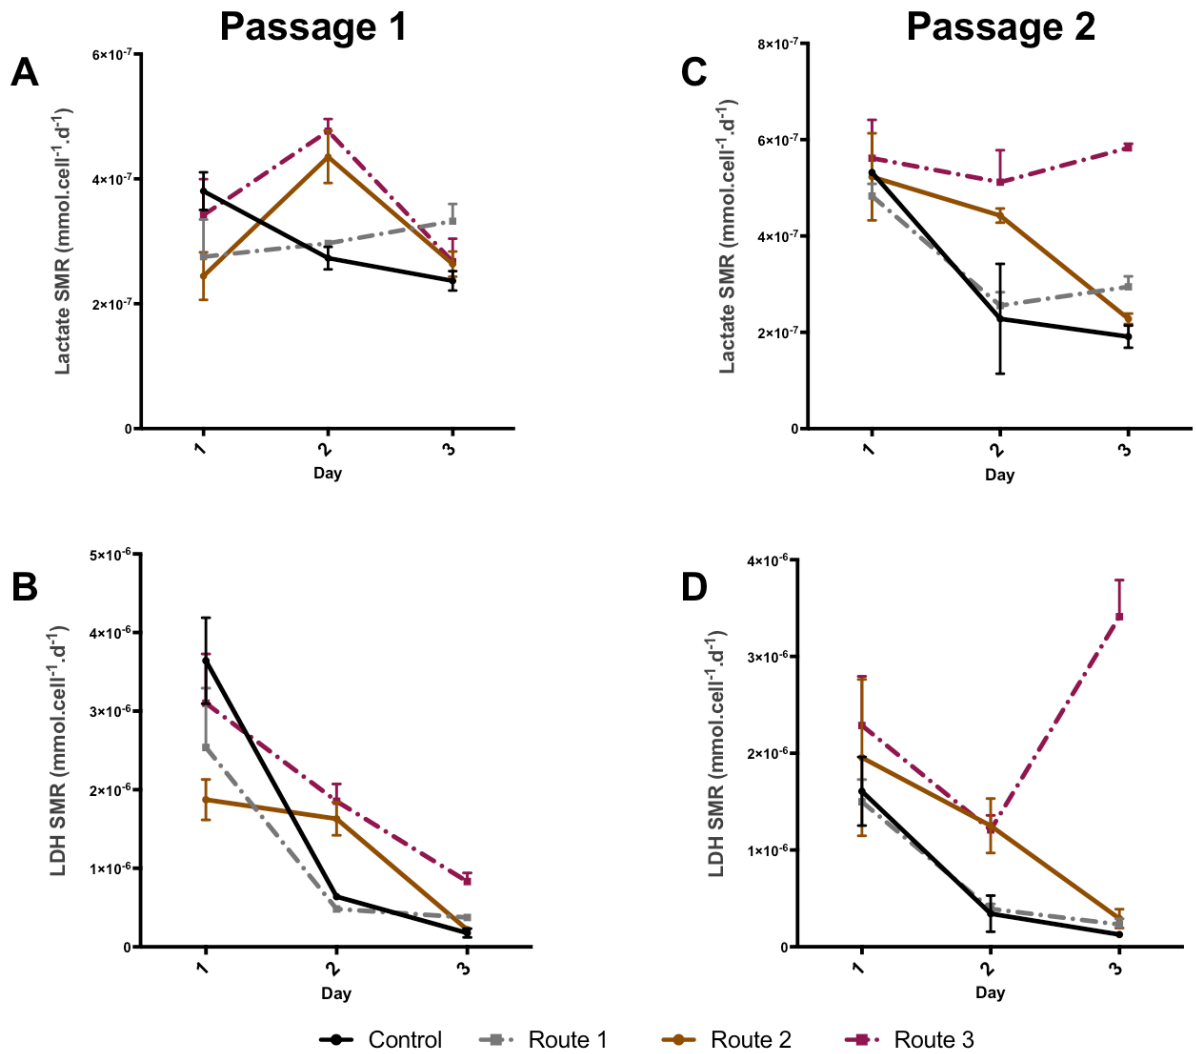 Passage 1
Passage 2
A
6×10⁻⁷
4×10⁻⁷
2×10⁻⁷
0
Lactate SMR (mmol.cell⁻¹.d⁻¹)
1
2
3
Day
C
8×10⁻⁷
6×10⁻⁷
4×10⁻⁷
2×10⁻⁷
0
Lactate SMR (mmol.cell⁻¹.d⁻¹)
1
2
3
Day
B
5×10⁻⁶
4×10⁻⁶
3×10⁻⁶
2×10⁻⁶
1×10⁻⁶
0
LDH SMR (mmol.cell⁻¹.d⁻¹)
1
2
3
Day
D
4×10⁻⁶
3×10⁻⁶
2×10⁻⁶
1×10⁻⁶
0
LDH SMR (mmol.cell⁻¹.d⁻¹)
1
2
3
Day
Control
Route 1
Route 2
Route 3